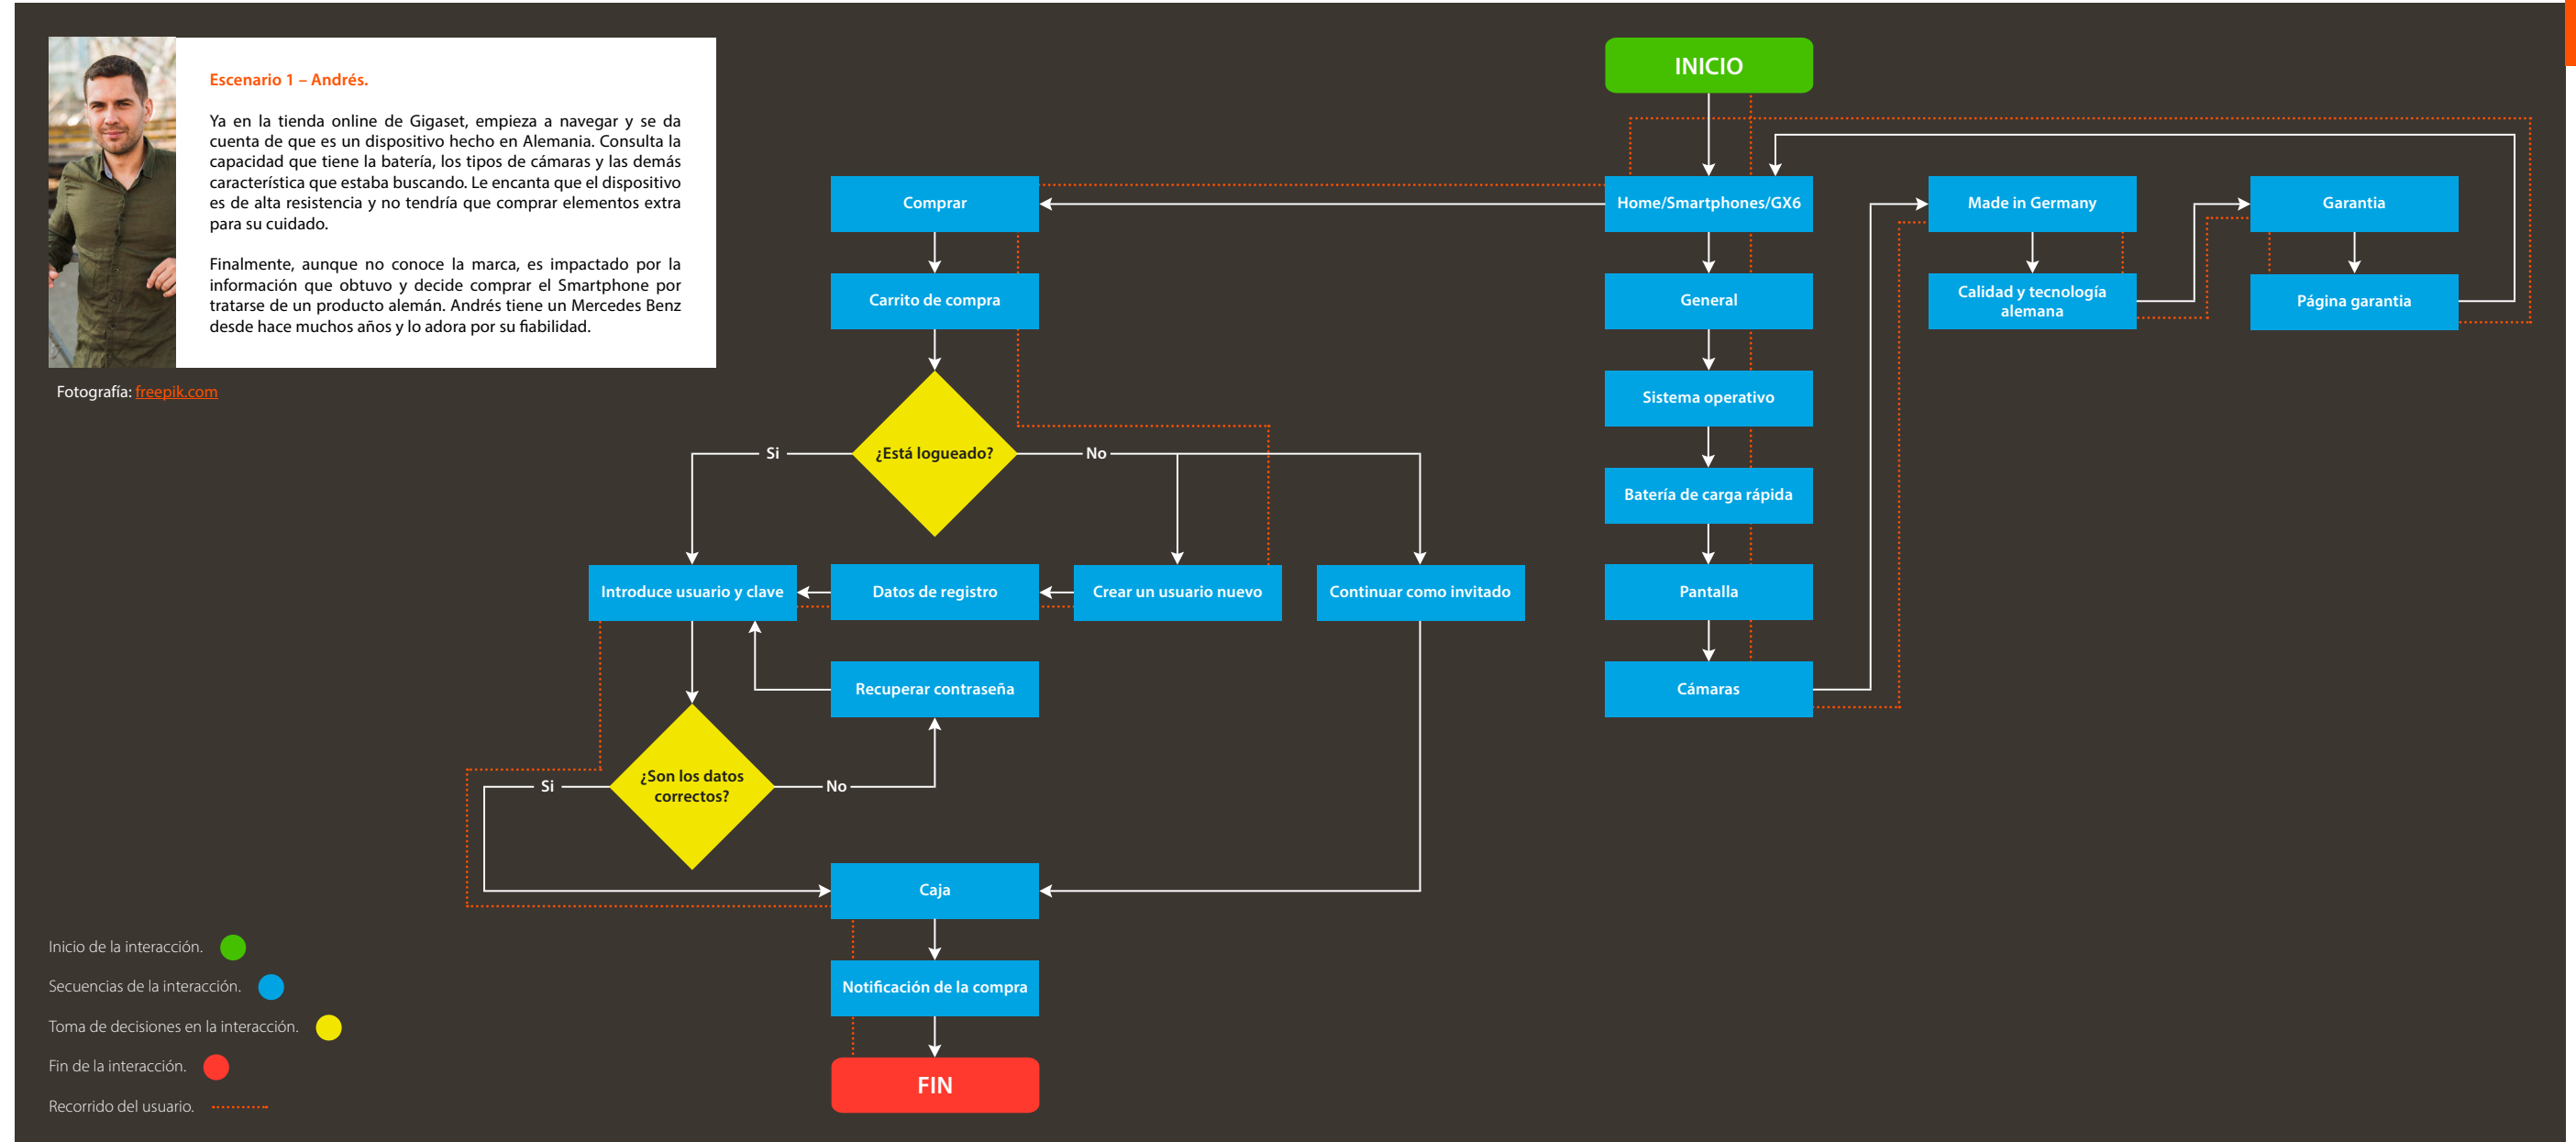 Escenario 1 – Andrés.
Ya en la tienda online de Gigaset, empieza a navegar y se da
cuenta de que es un dispositivo hecho en Alemania. Consulta la
capacidad que tiene la batería, los tipos de cámaras y las demás
característica que estaba buscando. Le encanta que el dispositivo
es de alta resistencia y no tendría que comprar elementos extra
para su cuidado.
Finalmente, aunque no conoce la marca, es impactado por la
información que obtuvo y decide comprar el Smartphone por
tratarse de un producto alemán. Andrés tiene un Mercedes Benz
desde hace muchos años y lo adora por su fiabilidad.
Fotografía: freepik.com
INICIO
Home/Smartphones/GX6
General
Sistema operativo
Batería de carga rápida
Pantalla
Cámaras
Made in Germany
Calidad y tecnología
alemana
Garantia
Página garantia
Comprar
Carrito de compra
¿Está logueado?
Si
No
Introduce usuario y clave
Datos de registro
Crear un usuario nuevo
Continuar como invitado
Recuperar contraseña
¿Son los datos
correctos?
Si
No
Caja
Notificación de la compra
FIN
Inicio de la interacción.
Secuencias de la interacción.
Toma de decisiones en la interacción.
Fin de la interacción.
Recorrido del usuario.